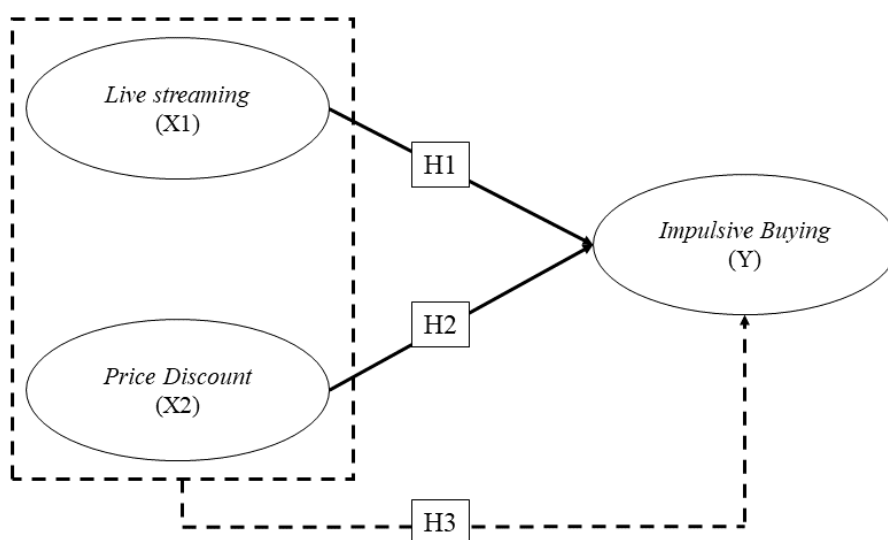 Live streaming
(X1)
H1
Impulsive Buying
(Y)
H2
Price Discount
(X2)
H3